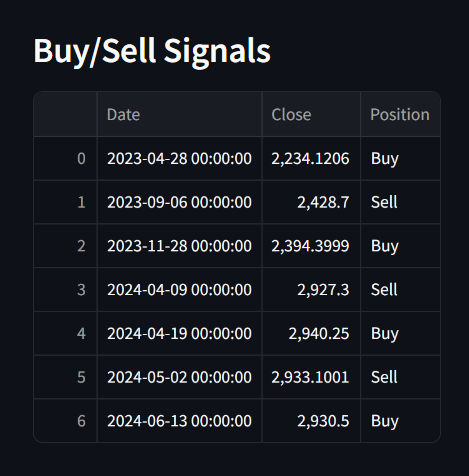 Buy/Sell Signals
Date Close Position
0 2023-04-28 00:00:00 2,234.1206 Buy
1 2023-09-06 00:00:00 2,428.7 Sell
2 2023-11-28 00:00:00 2,394.3999 Buy
3 2024-04-09 00:00:00 2,927.3 Sell
4 2024-04-19 00:00:00 2,940.25 Buy
5 2024-05-02 00:00:00 2,933.1001 Sell
6 2024-06-13 00:00:00 2,930.5 Buy